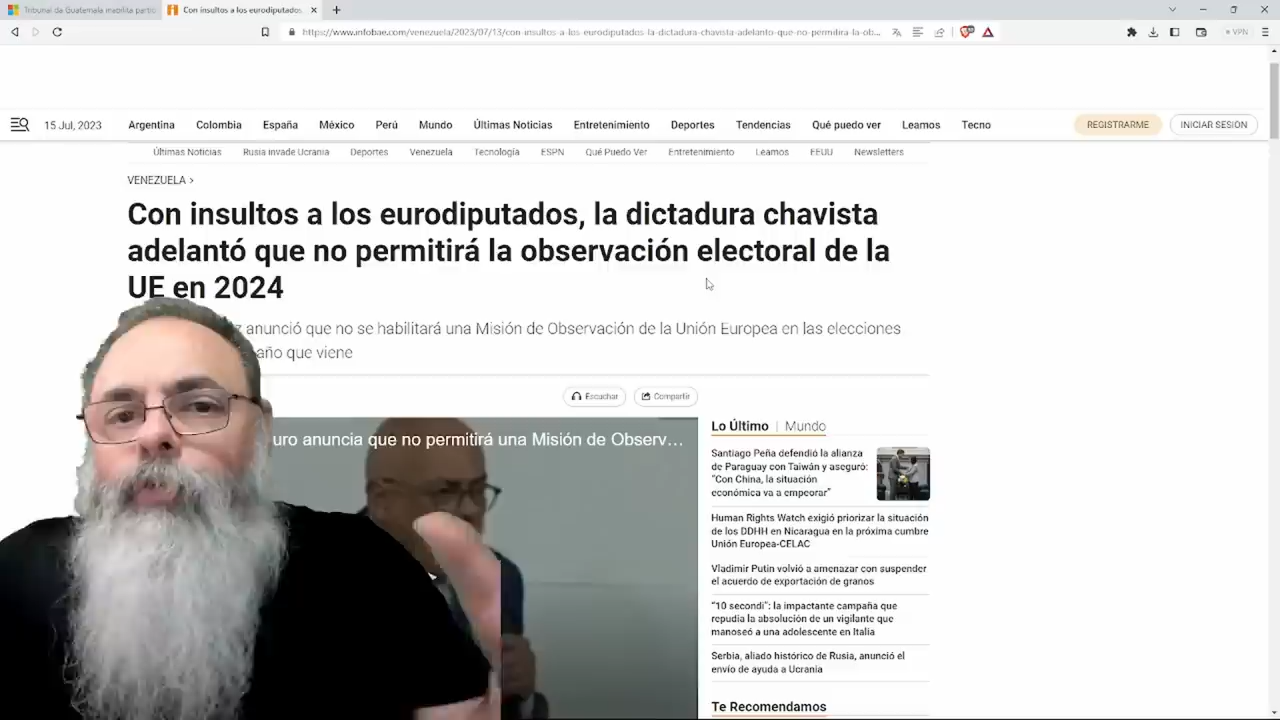 Tribunal da Guatemala inabilita partid
Con insultos a los eurodiputados,
https://www.infobae.com/venezuela/2023/07/13/con-insultos-a-los-eurodiputados-la-dictadura-chavista-adelanto-que-no-permitira-la-ob...
VPN
15 Jul, 2023
Argentina
Colombia
España
México
Perú
Mundo
Últimas Noticias
Entretenimiento
Deportes
Tendencias
Qué puedo ver
Leamos
Tecno
REGISTRARME
INICIAR SESIÓN
Últimas Noticias
Rusia invade Ucrania
Deportes
Venezuela
Tecnología
ESPN
Qué Puedo Ver
Entretenimiento
Leamos
EEUU
Newsletters
VENEZUELA >
Con insultos a los eurodiputados, la dictadura chavista
adelantó que no permitirá la observación electoral de la
UE en 2024
anunció que no se habilitará una Misión de Observación de la Unión Europea en las elecciones
año que viene
Escuchar
Compartir
uro anuncia que no permitirá una Misión de Observ...
Lo Último | Mundo
Santiago Peña defendió la alianza
de Paraguay con Taiwán y aseguró:
"Con China, la situación
económica va a empeorar"
Human Rights Watch exigió priorizar la situación
de los DDHH en Nicaragua en la próxima cumbre
Unión Europea-CELAC
Vladimir Putin volvió a amenazar con suspender
el acuerdo de exportación de granos
"10 secondi": la impactante campaña que
repudia la absolución de un vigilante que
manoseó a una adolescente en Italia
Serbia, aliado histórico de Rusia, anunció el
envío de ayuda a Ucrania
Te Recomendamos